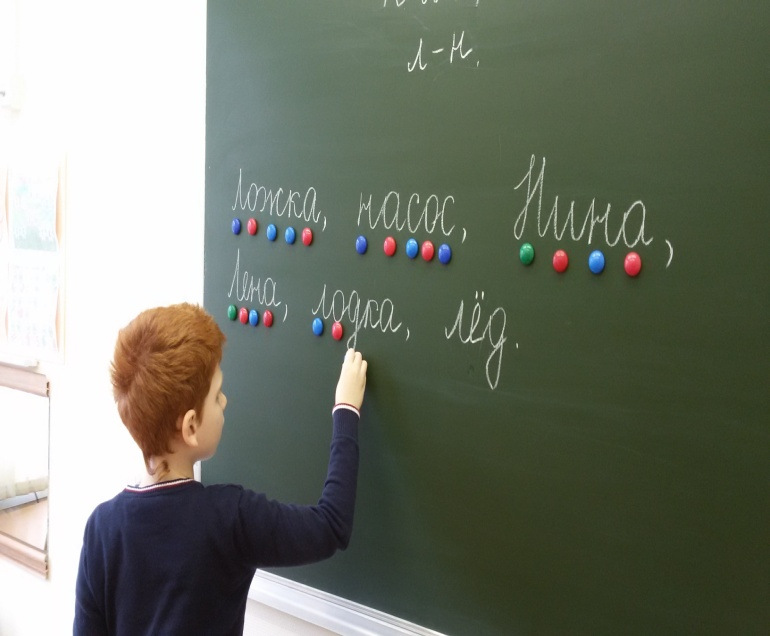 л-н.
ложка, насос, Нина,
Лена, лодка, лёд.